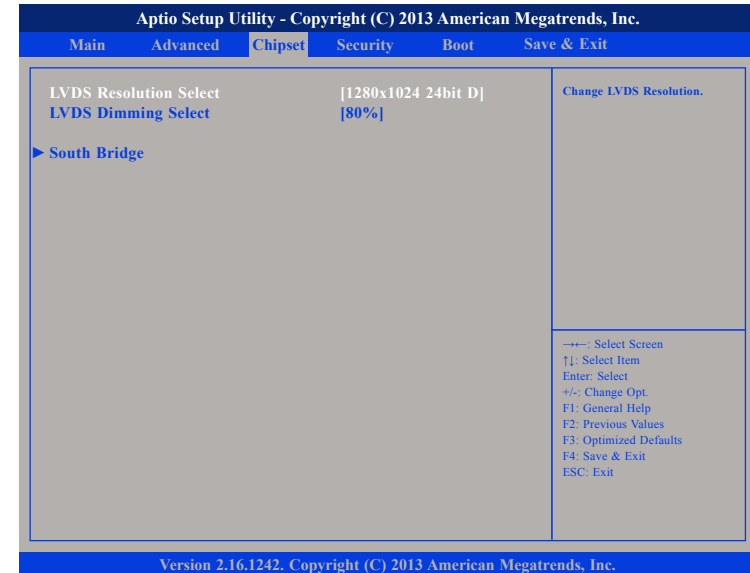 Aptio Setup Utility - Copyright (C) 2013 American Megatrends, Inc.
Main Advanced Chipset Security Boot Save & Exit
LVDS Resolution Select [1280x1024 24bit D]
LVDS Dimming Select [80%]
► South Bridge
Change LVDS Resolution.
→←: Select Screen
↑↓: Select Item
Enter: Select
+/-: Change Opt.
F1: General Help
F2: Previous Values
F3: Optimized Defaults
F4: Save & Exit
ESC: Exit
Version 2.16.1242. Copyright (C) 2013 American Megatrends, Inc.